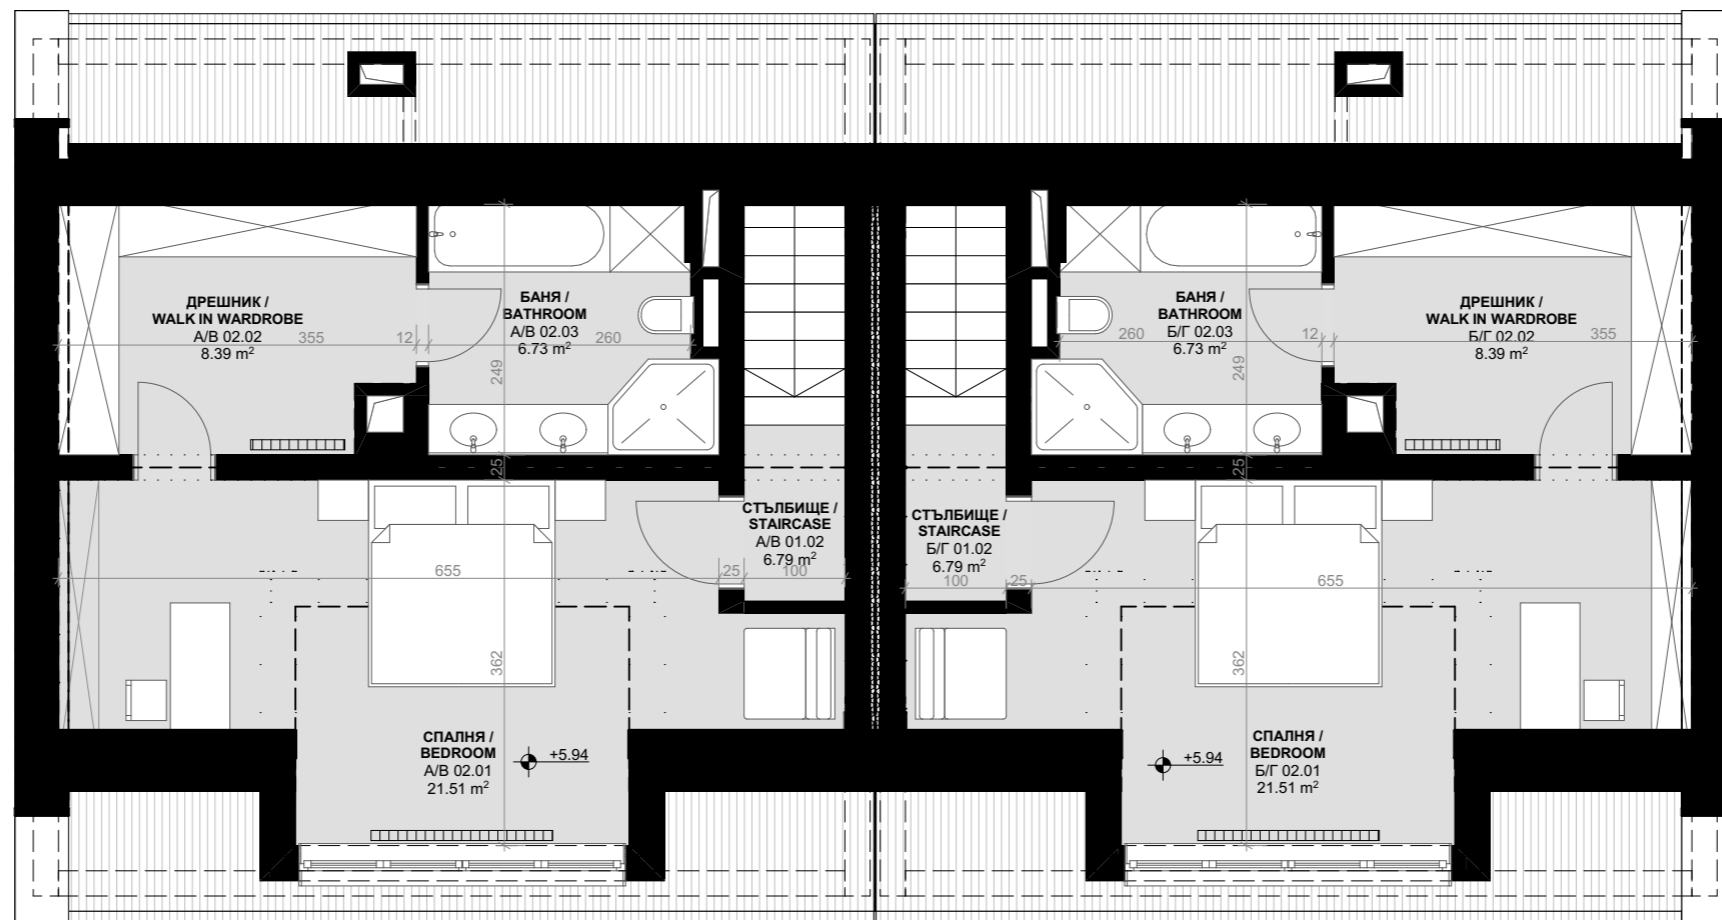 ДРЕШНИК /
WALK IN WARDROBE
А/В 02.02
8.39 m²
355
12
БАНЯ /
BATHROOM
А/В 02.03
6.73 m²
260
249
25
СТЪЛБИЩЕ /
STAIRCASE
А/В 01.02
6.79 m²
25
100
655
362
СПАЛНЯ /
BEDROOM
А/В 02.01
21.51 m²
+5.94
БАНЯ /
BATHROOM
Б/Г 02.03
6.73 m²
260
12
249
25
ДРЕШНИК /
WALK IN WARDROBE
Б/Г 02.02
8.39 m²
355
СТЪЛБИЩЕ /
STAIRCASE
Б/Г 01.02
6.79 m²
100
25
655
362
СПАЛНЯ /
BEDROOM
Б/Г 02.01
21.51 m²
+5.94